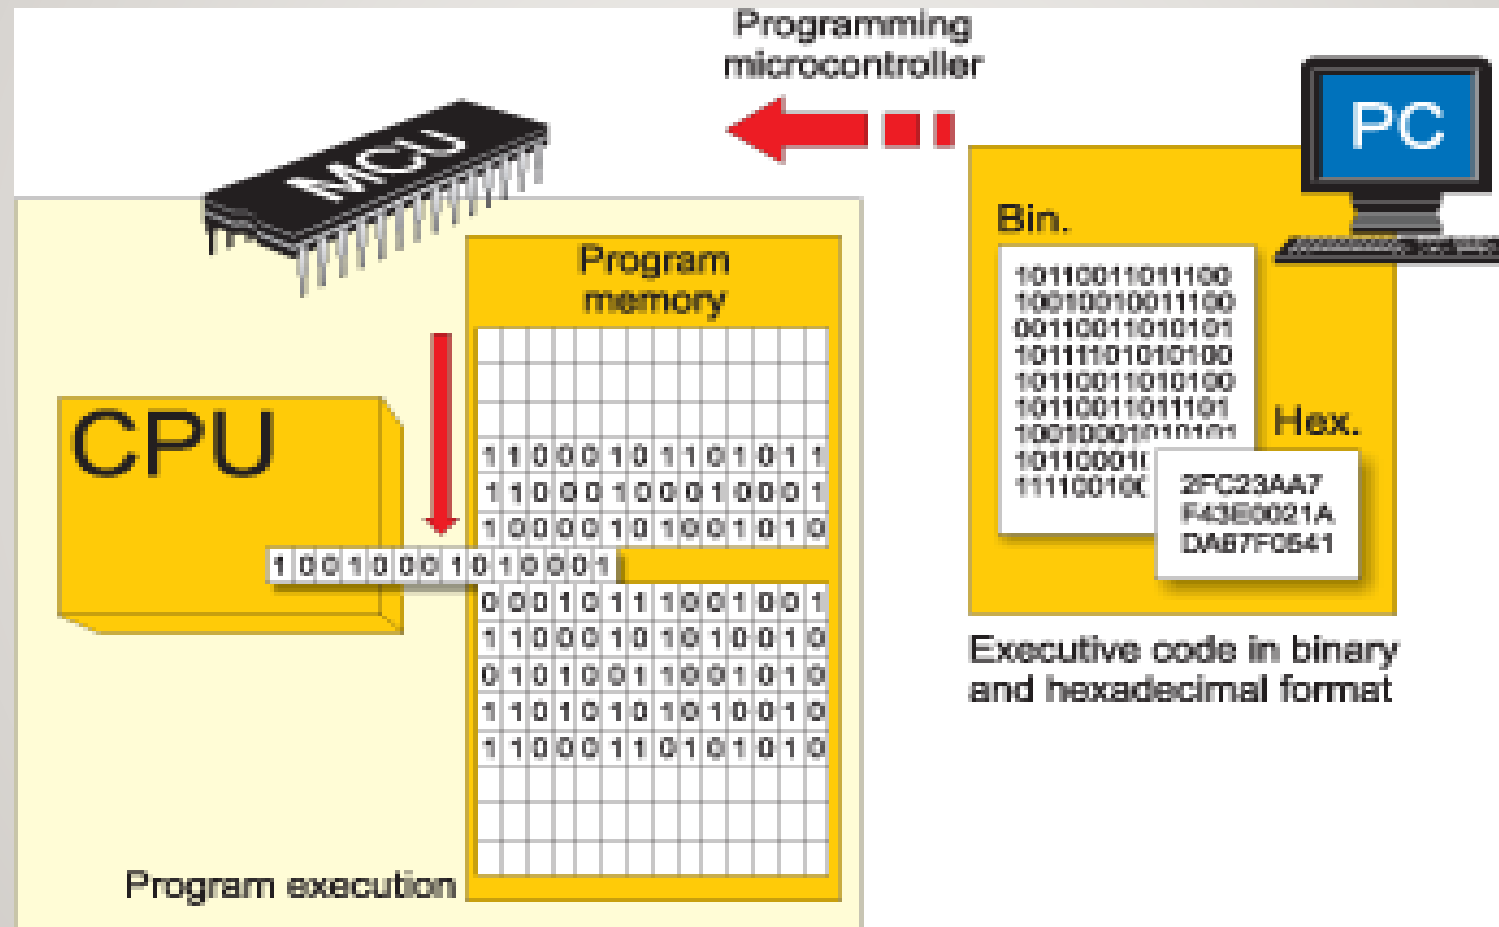 Programming
microcontroller
MCU
PC
Bin.
10110011011100
10010010011100
00110011010101
10111101010100
10110011010100
10110011011101
10010001010101
Hex.
2FC23AA7
F43E0021A
DA67F0541
Executive code in binary
and hexadecimal format
Program
memory
CPU
1 1 0 0 0 1 0 1 1 0 1 0 1 1
1 1 0 0 0 1 0 0 0 1 0 0 0 1
1 0 0 0 0 1 0 1 0 0 1 0 1 0
1 0 0 1 0 0 0 1 0 1 0 0 0 1
0 0 0 1 0 1 1 1 0 0 1 0 0 1
1 1 0 0 0 1 0 1 0 1 0 0 1 0
0 1 0 1 0 0 1 1 0 0 1 0 1 0
1 1 0 1 0 1 0 1 0 1 0 0 1 0
1 1 0 0 0 1 1 0 1 0 1 0 1 0
Program execution